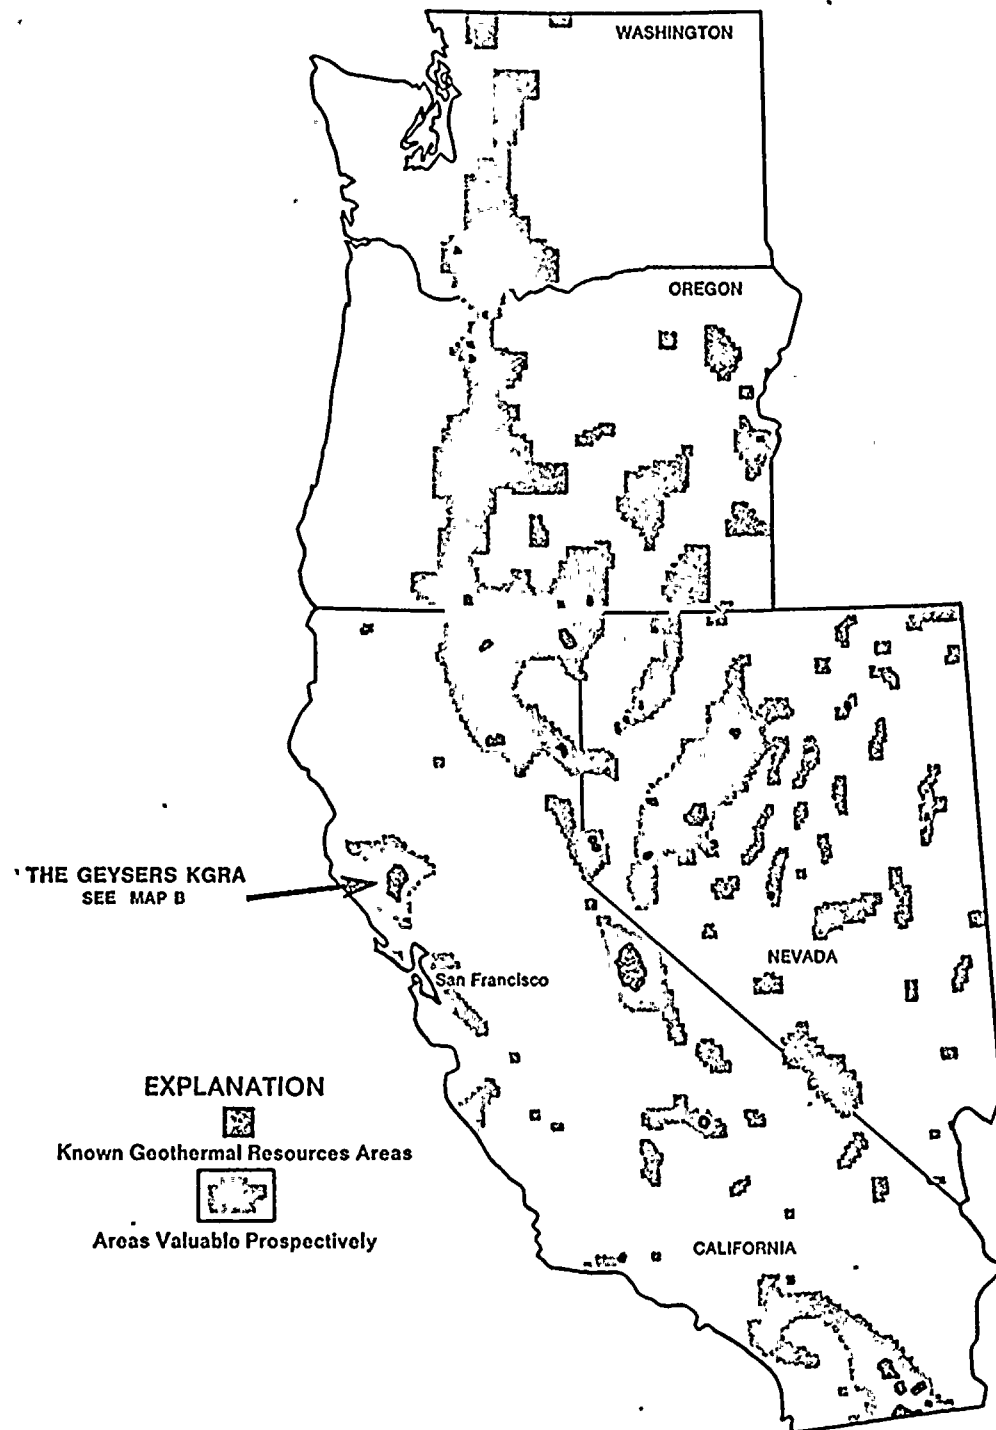 WASHINGTON
OREGON
THE GEYSERS KGRA
SEE MAP B
NEVADA
San Francisco
EXPLANATION
Known Geothermal Resources Areas
Areas Valuable Prospectively
CALIFORNIA